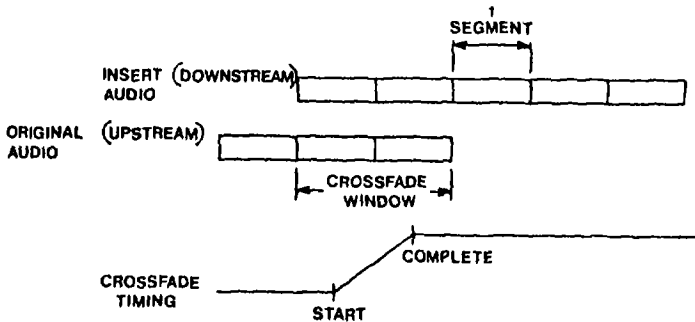 1
SEGMENT
INSERT (DOWNSTREAM)
AUDIO
ORIGINAL (UPSTREAM)
AUDIO
CROSSFADE
WINDOW
COMPLETE
CROSSFADE
TIMING
START